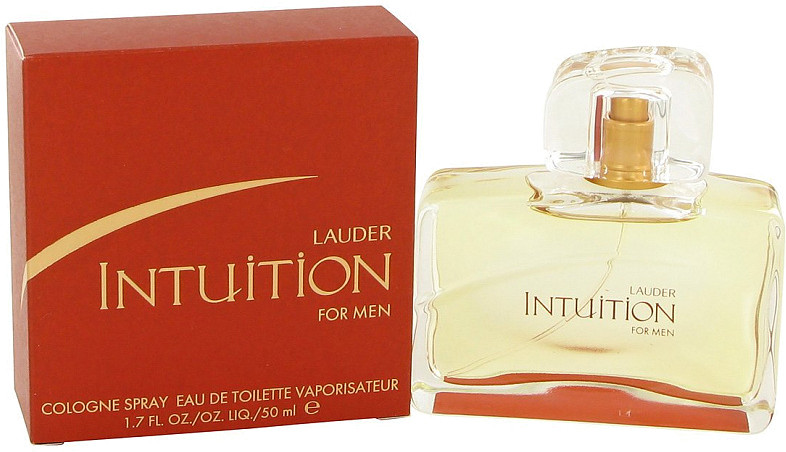 LAUDER
INTUiTiON
FOR MEN
COLOGNE SPRAY EAU DE TOILETTE VAPORISATEUR
1.7 FL. OZ./OZ. LIQ./50 ml ℮
LAUDER
INTUiTiON
FOR MEN